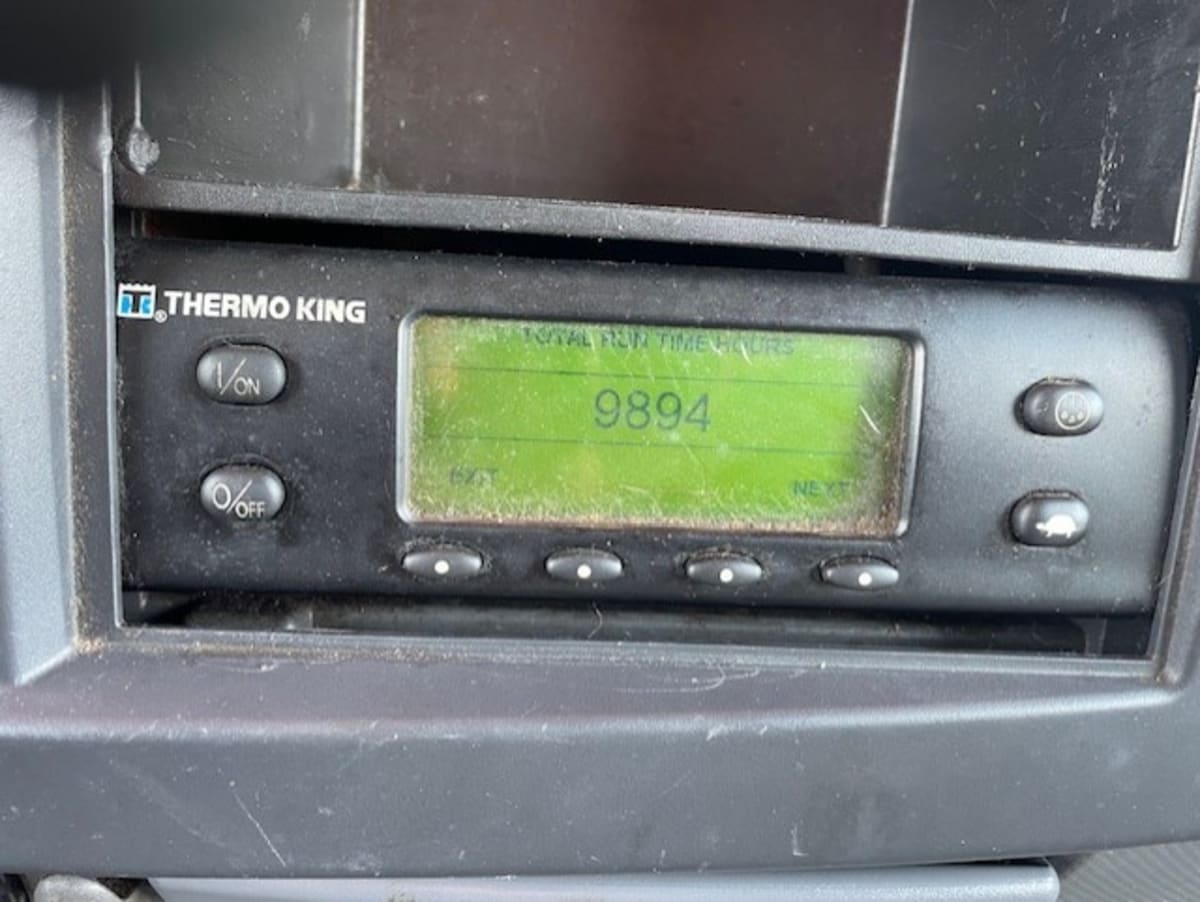 ® THERMO KING
I/ON
O/OFF
TOTAL RUN TIME HOURS
9894
EXIT
NEXT